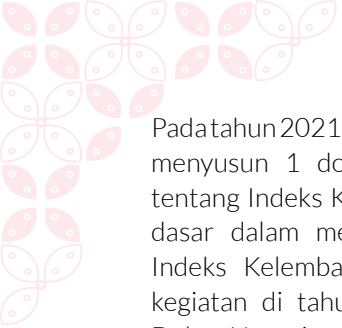 Pada tahun 2021
menyusun 1 do
tentang Indeks K
dasar dalam me
Indeks Kelemba
kegiatan di tahu